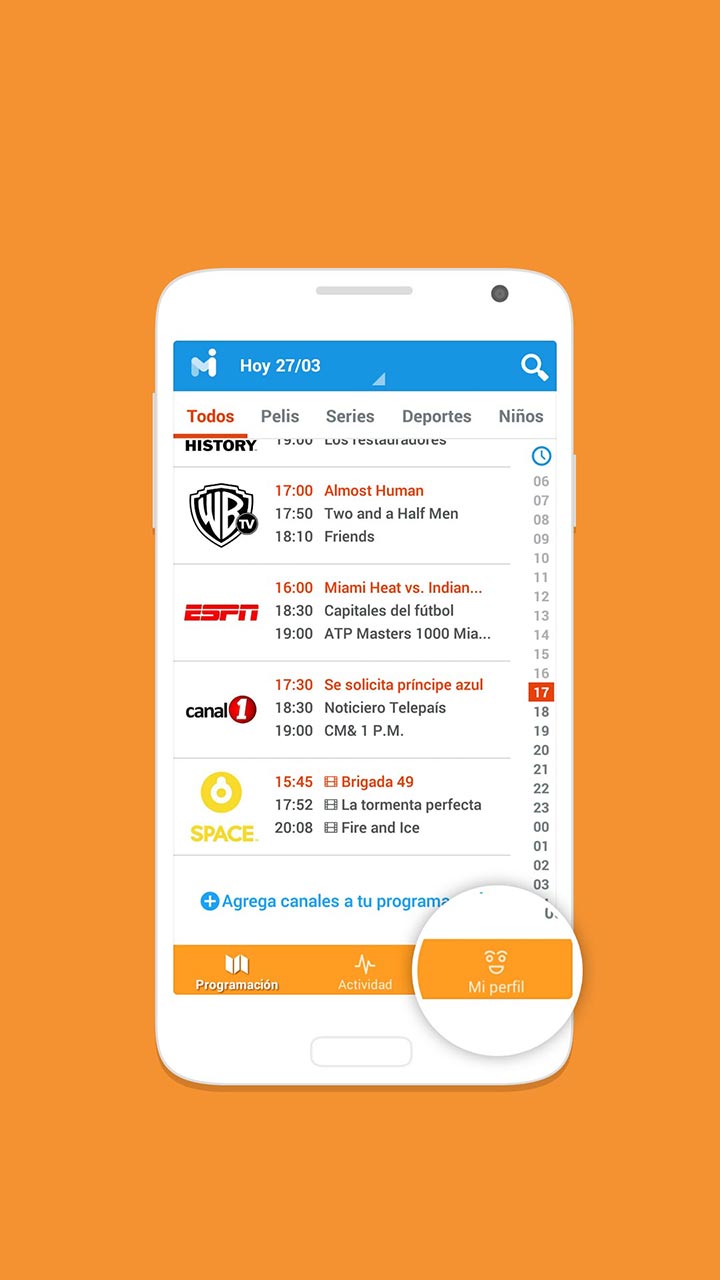 Hoy 27/03
Todos Pelis Series Deportes Niños
HISTORY 19:00 Los restauradores
06
07
08
09
10
11
12
13
14
15
16
17
18
19
20
21
22
23
00
01
02
03
WB TV
17:00 Almost Human
17:50 Two and a Half Men
18:10 Friends
ESPN
16:00 Miami Heat vs. Indian...
18:30 Capitales del fútbol
19:00 ATP Masters 1000 Mia...
canal 1
17:30 Se solicita príncipe azul
18:30 Noticiero Telepaís
19:00 CM& 1 P.M.
SPACE
15:45 Brigada 49
17:52 La tormenta perfecta
20:08 Fire and Ice
Agrega canales a tu programa
Programación Actividad Mi perfil